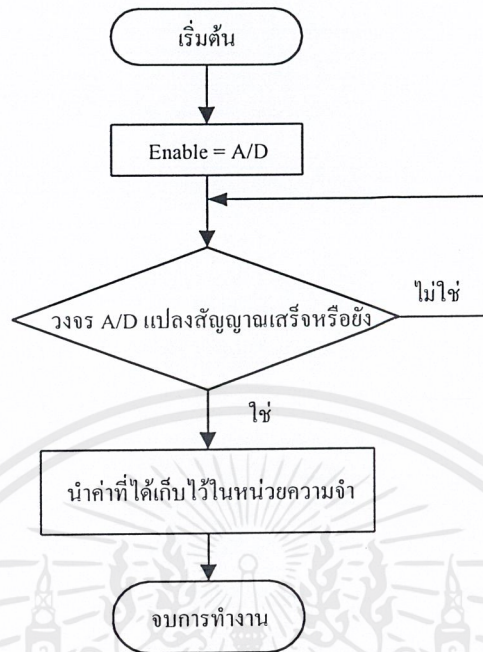 เริ่มต้น
Enable = A/D
วงจร A/D แปลงสัญญาณเสร็จหรือยัง
ไม่ใช่
ใช่
นำค่าที่ได้เก็บไว้ในหน่วยความจำ
จบการทำงาน